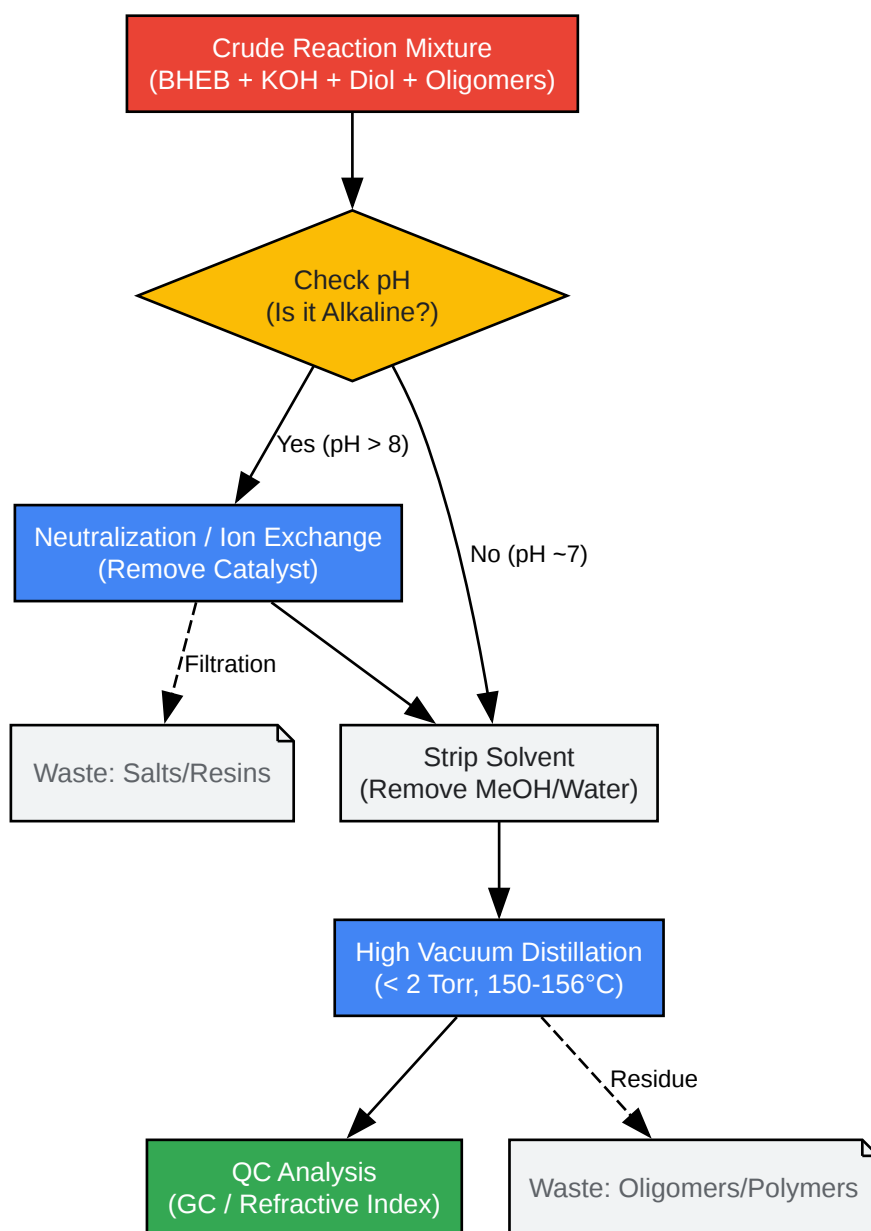 Crude Reaction Mixture
(BHEB + KOH + Diol + Oligomers)
Check pH
(Is it Alkaline?)
Yes (pH > 8)
Neutralization / Ion Exchange
(Remove Catalyst)
No (pH ~7)
Filtration
Waste: Salts/Resins
Strip Solvent
(Remove MeOH/Water)
High Vacuum Distillation
(< 2 Torr, 150-156°C)
Residue
QC Analysis
(GC / Refractive Index)
Waste: Oligomers/Polymers